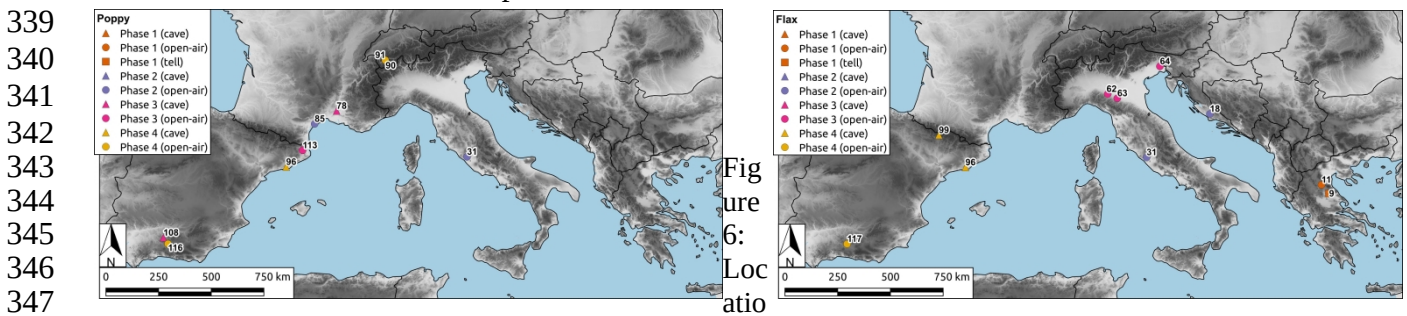 339
340
341
342
343
344
345
346
347
Poppy
Phase 1 (cave)
Phase 1 (open-air)
Phase 1 (tell)
Phase 2 (cave)
Phase 2 (open-air)
Phase 3 (cave)
Phase 3 (open-air)
Phase 4 (cave)
Phase 4 (open-air)
91
90
78
85
113
96
31
108
116
N
0 250 500 750 km
Fig
ure
6:
Loc
atio
Flax
Phase 1 (cave)
Phase 1 (open-air)
Phase 1 (tell)
Phase 2 (cave)
Phase 2 (open-air)
Phase 3 (cave)
Phase 3 (open-air)
Phase 4 (cave)
Phase 4 (open-air)
64
62
63
18
99
96
31
11
9
117
N
0 250 500 750 km